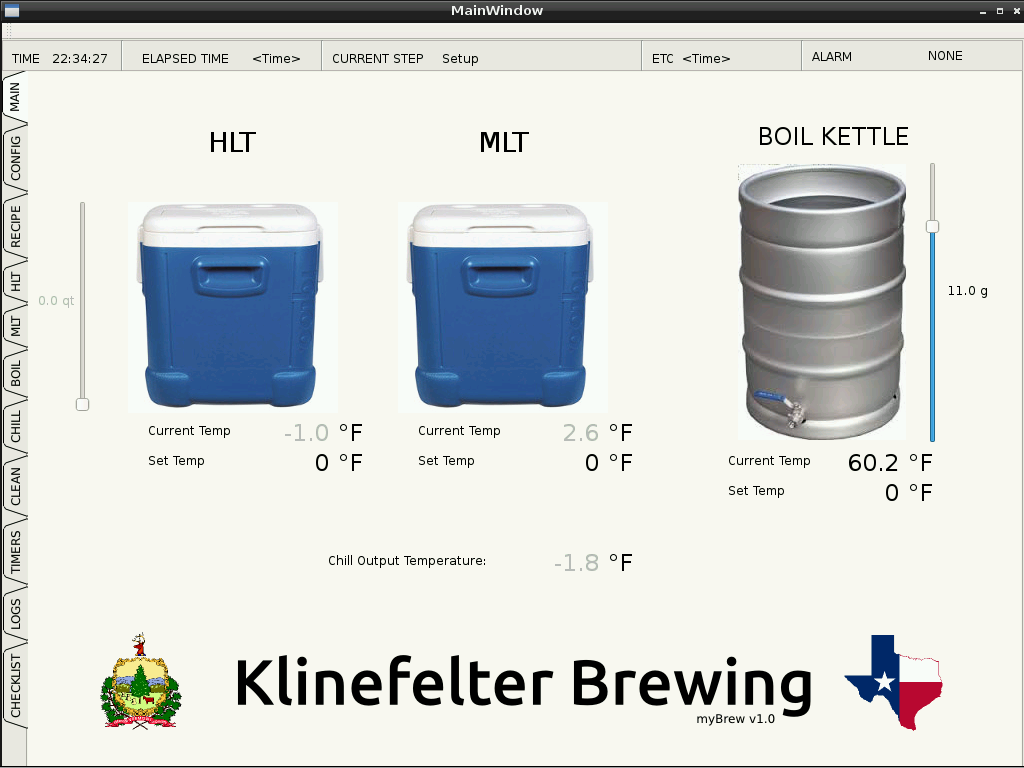 MainWindow
TIME 22:34:27 ELAPSED TIME <Time> CURRENT STEP Setup ETC <Time> ALARM NONE
MAIN
CONFIG
RECIPE
HLT
MLT
BOIL
CHILL
CLEAN
TIMERS
LOGS
CHECKLIST
HLT MLT BOIL KETTLE
0.0 qt
11.0 g
Current Temp -1.0 °F
Set Temp 0 °F
Current Temp 2.6 °F
Set Temp 0 °F
Current Temp 60.2 °F
Set Temp 0 °F
Chill Output Temperature: -1.8 °F
Klinefelter Brewing
myBrew v1.0